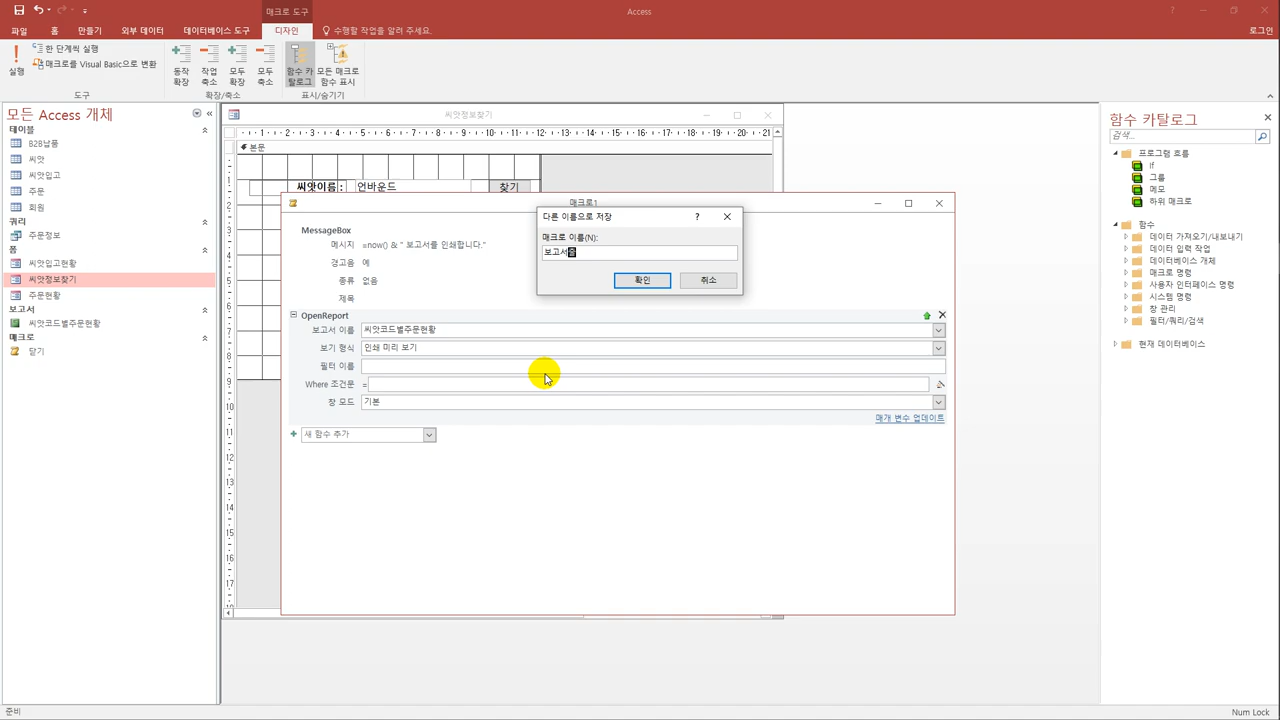 매크로 도구
Access
로그인
파일
홈
만들기
외부 데이터
데이터베이스 도구
디자인
수행할 작업을 알려 주세요.
실행
한 단계씩 실행
매크로를 Visual Basic으로 변환
동작 확장
작업 축소
모두 확장
모두 축소
함수 카탈로그
모든 매크로 함수 표시
도구
확장/축소
표시/숨기기
모든 Access 개체
테이블
B2B납품
씨앗
씨앗입고
주문
회원
쿼리
주문정보
폼
씨앗입고현황
씨앗정보찾기
주문현황
보고서
씨앗코드별주문현황
매크로
닫기
씨앗정보찾기
본문
씨앗이름:
언바운드
찾기
매크로1
MessageBox
메시지 =now() & " 보고서를 인쇄합니다."
경고음 예
종류 없음
제목
OpenReport
보고서 이름 씨앗코드별주문현황
보기 형식 인쇄 미리 보기
필터 이름
Where 조건문 =
창 모드 기본
매개 변수 업데이트
새 함수 추가
다른 이름으로 저장
매크로 이름(N):
보고서
확인
취소
함수 카탈로그
검색...
프로그램 흐름
If
그룹
메모
하위 매크로
함수
데이터 가져오기/내보내기
데이터 입력 작업
데이터베이스 개체
매크로 명령
사용자 인터페이스 명령
시스템 명령
창 관리
필터/쿼리/검색
현재 데이터베이스
준비
Num Lock